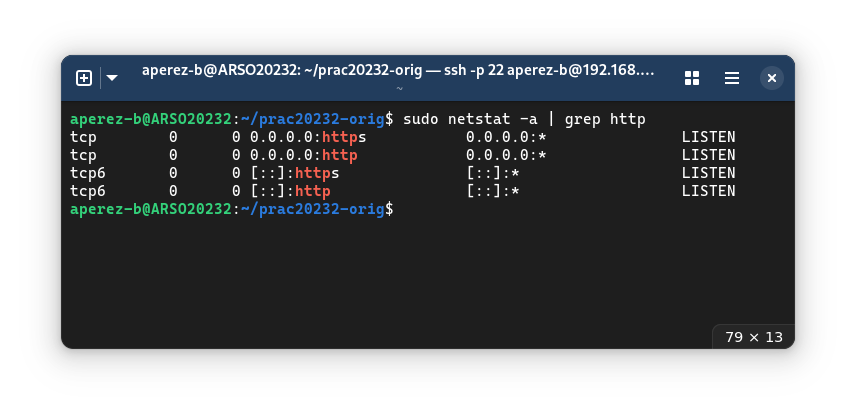 aperez-b@ARSO20232: ~/prac20232-orig — ssh -p 22 aperez-b@192.168.…
~
aperez-b@ARSO20232:~/prac20232-orig$ sudo netstat -a | grep http
tcp        0      0 0.0.0.0:https           0.0.0.0:*               LISTEN
tcp        0      0 0.0.0.0:http            0.0.0.0:*               LISTEN
tcp6       0      0 [::]:https              [::]:*                  LISTEN
tcp6       0      0 [::]:http               [::]:*                  LISTEN
aperez-b@ARSO20232:~/prac20232-orig$
79 × 13